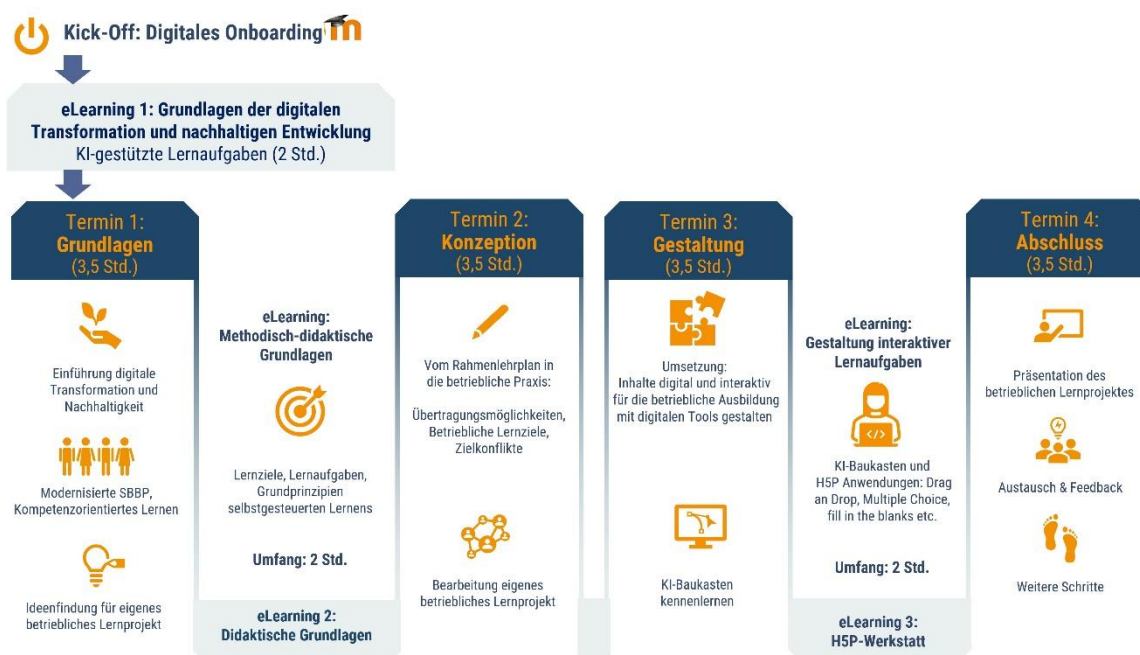 Kick-Off: Digitales Onboarding
eLearning 1: Grundlagen der digitalen
Transformation und nachhaltigen Entwicklung
KI-gestützte Lernaufgaben (2 Std.)
Termin 1:
Grundlagen
(3,5 Std.)
Einführung digitale
Transformation und
Nachhaltigkeit
Modernisierte SBBP,
Kompetenzorientiertes Lernen
Ideenfindung für eigenes
betriebliches Lernprojekt
eLearning:
Methodisch-didaktische
Grundlagen
Lernziele, Lernaufgaben,
Grundprinzipien
selbstgesteuerten Lernens
Umfang: 2 Std.
eLearning 2:
Didaktische Grundlagen
Termin 2:
Konzeption
(3,5 Std.)
Vom Rahmenlehrplan in
die betriebliche Praxis:
Übertragungsmöglichkeiten,
Betriebliche Lernziele,
Zielkonflikte
Bearbeitung eigenes
betriebliches Lernprojekt
Termin 3:
Gestaltung
(3,5 Std.)
Umsetzung:
Inhalte digital und interaktiv
für die betriebliche Ausbildung
mit digitalen Tools gestalten
KI-Baukasten
kennenlernen
eLearning:
Gestaltung interaktiver
Lernaufgaben
</>
KI-Baukasten und
H5P Anwendungen: Drag
an Drop, Multiple Choice,
fill in the blanks etc.
Umfang: 2 Std.
eLearning 3:
H5P-Werkstatt
Termin 4:
Abschluss
(3,5 Std.)
Präsentation des
betrieblichen Lernprojektes
Austausch & Feedback
Weitere Schritte